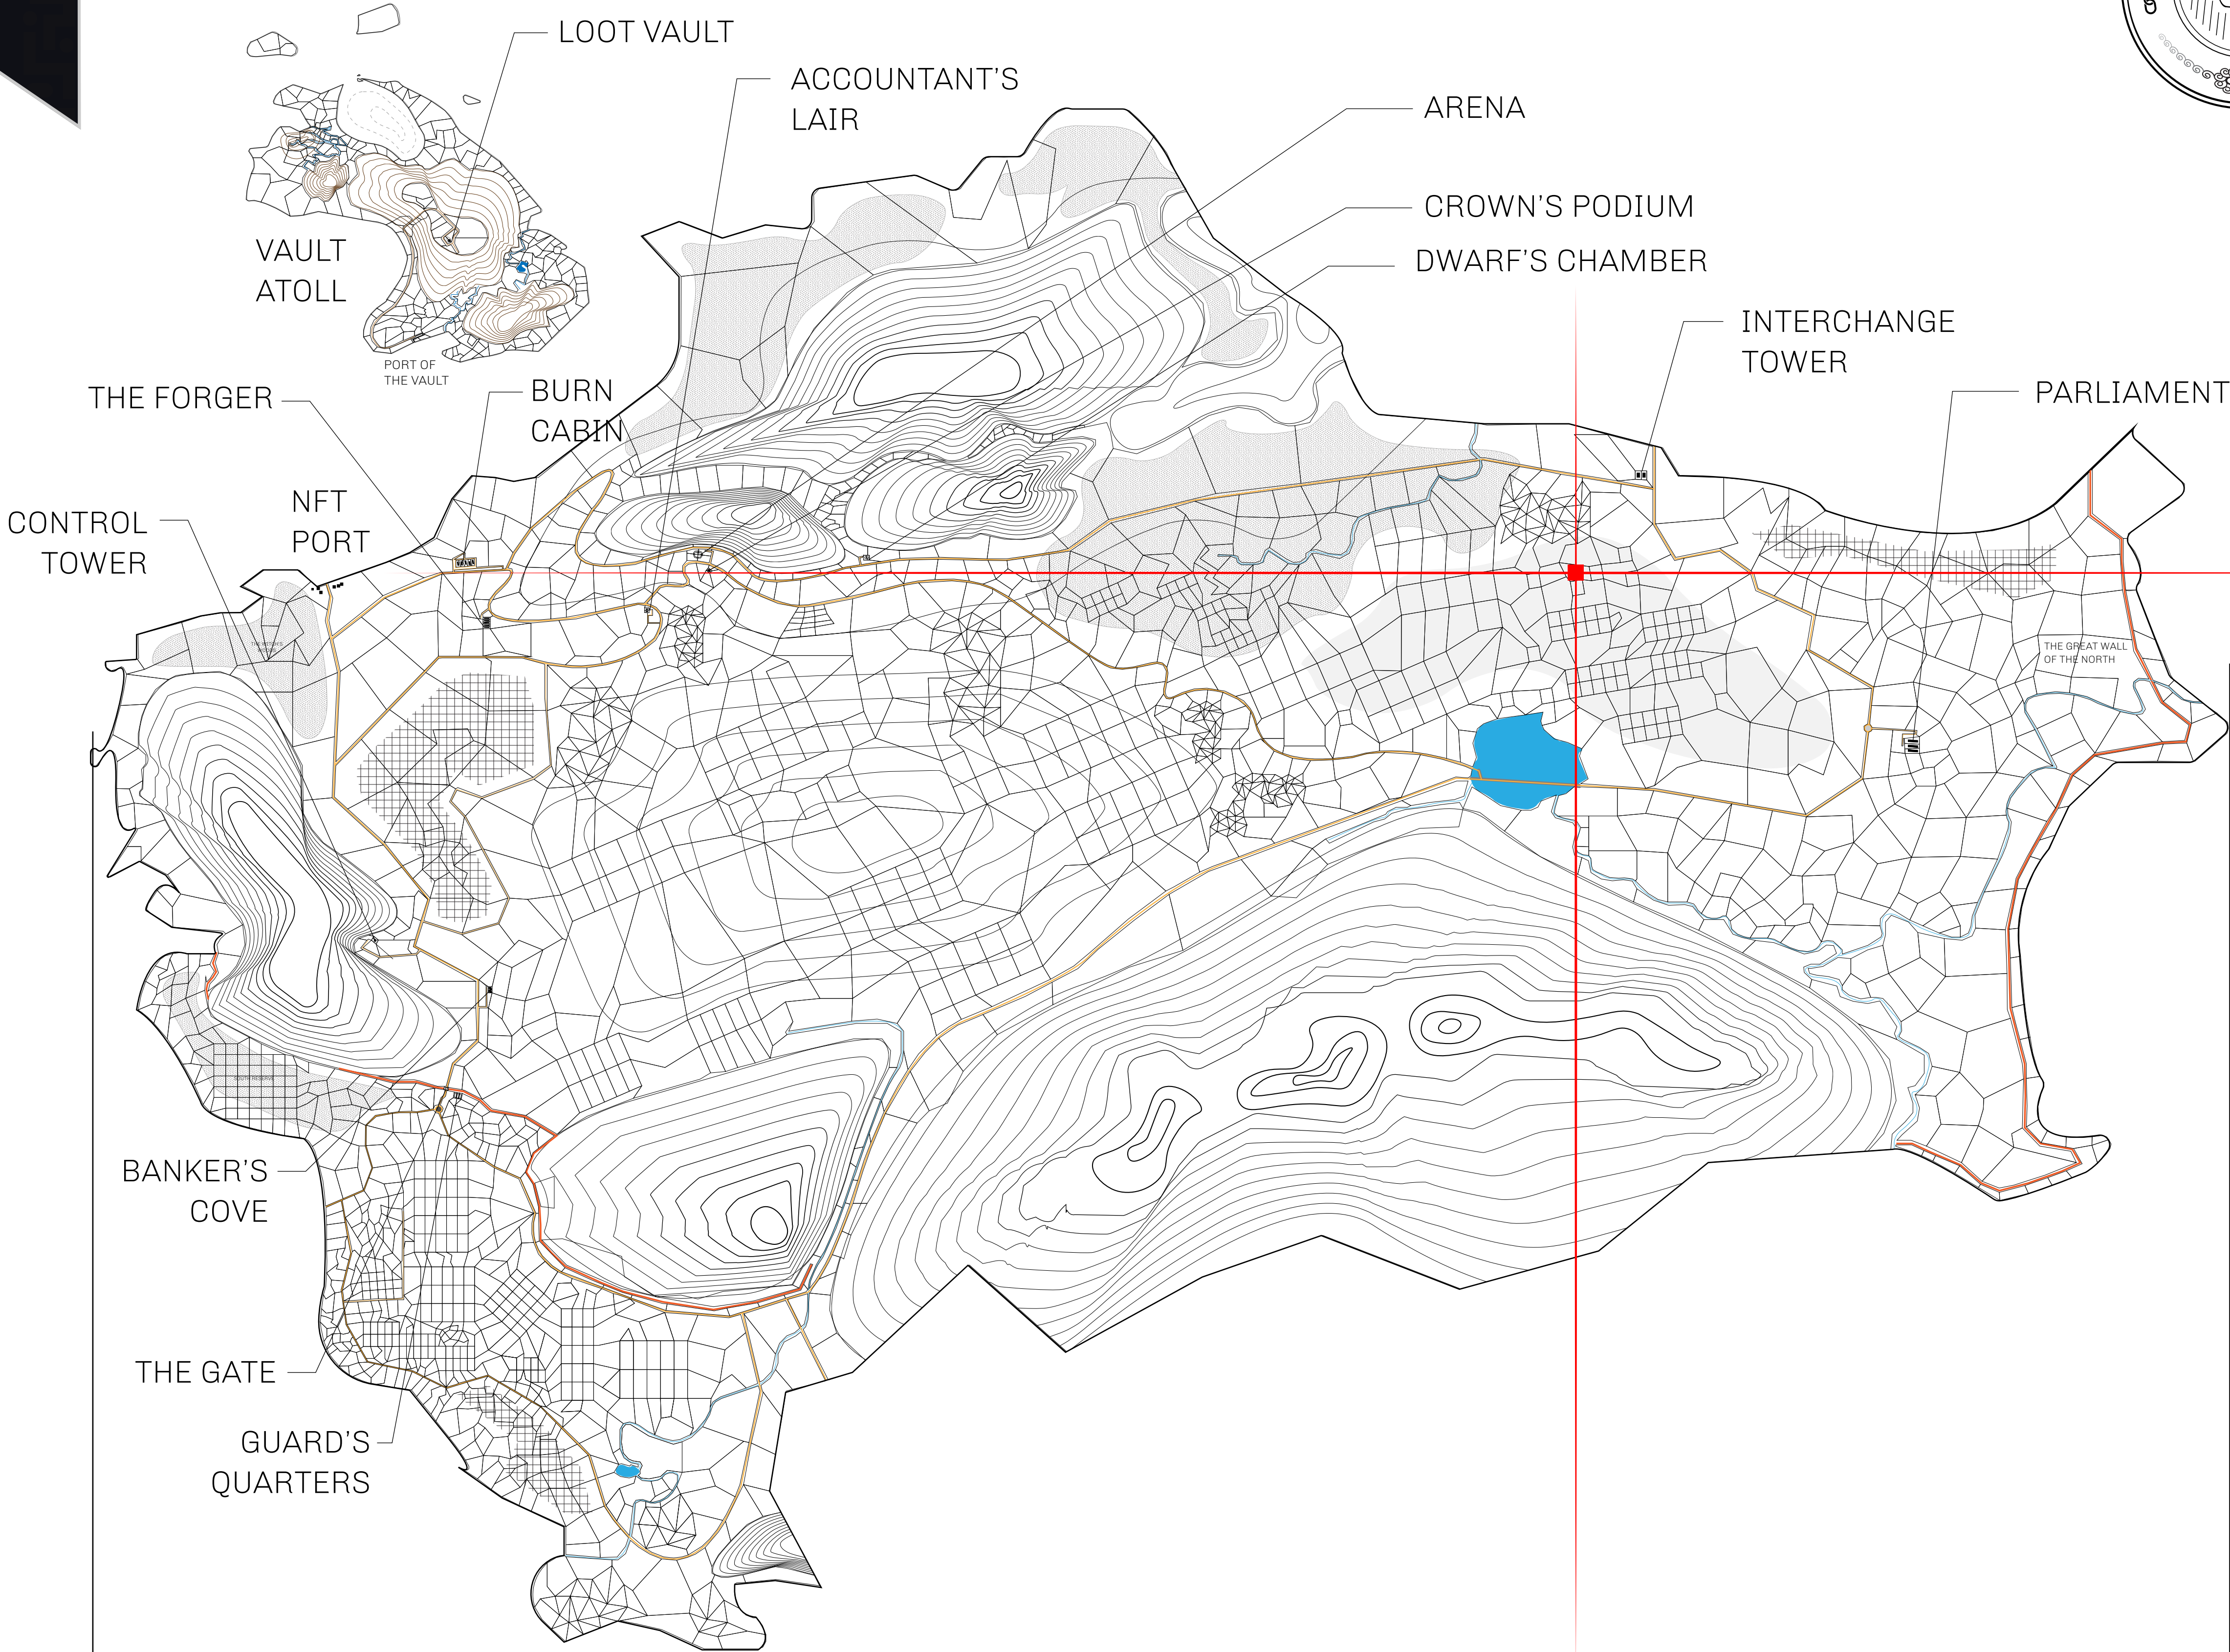 LOOT VAULT
ACCOUNTANT'S
LAIR
ARENA
CROWN'S PODIUM
DWARF'S CHAMBER
VAULT
ATOLL
INTERCHANGE
TOWER
PORT OF
THE VAULT
THE FORGER
BURN
CABIN
PARLIAMENT
NFT
PORT
CONTROL
TOWER
THE GREAT WALL
OF THE NORTH
SOUTH RESERVE
BANKER'S
COVE
THE GATE
GUARD'S
QUARTERS